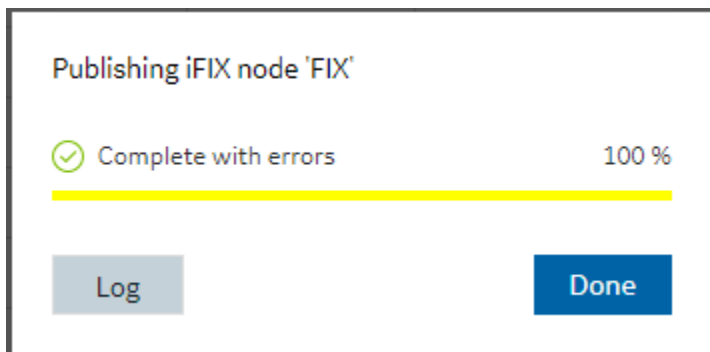 Publishing iFIX node 'FIX'
Complete with errors 100 %
Log Done